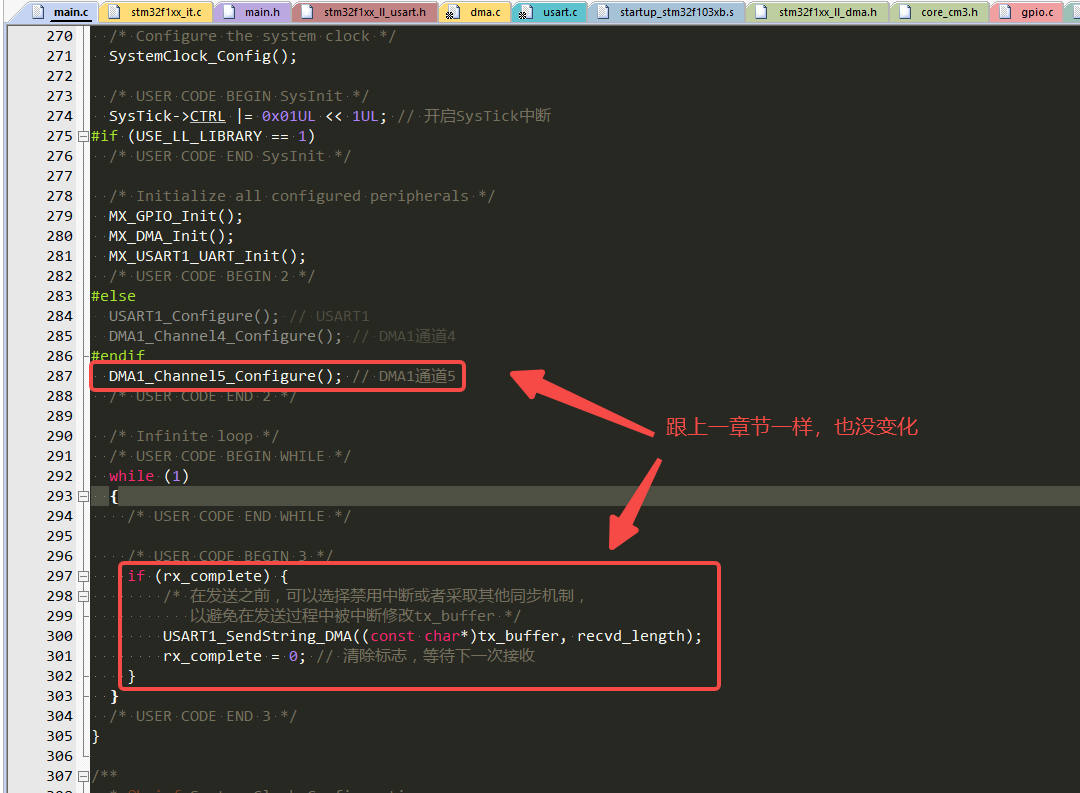 main.c stm32f1xx_it.c main.h stm32f1xx_ll_usart.h dma.c usart.c startup_stm32f103xb.s stm32f1xx_ll_dma.h core_cm3.h gpio.c
270 /* Configure the system clock */
271 SystemClock_Config();
272
273 /* USER CODE BEGIN SysInit */
274 SysTick->CTRL |= 0x01UL << 1UL; // 开启SysTick中断
275 #if (USE_LL_LIBRARY == 1)
276 /* USER CODE END SysInit */
277
278 /* Initialize all configured peripherals */
279 MX_GPIO_Init();
280 MX_DMA_Init();
281 MX_USART1_UART_Init();
282 /* USER CODE BEGIN 2 */
283 #else
284 USART1_Configure(); // USART1
285 DMA1_Channel4_Configure(); // DMA1通道4
286 #endif
287 DMA1_Channel5_Configure(); // DMA1通道5
288 /* USER CODE END 2 */
289
290 /* Infinite loop */
跟上一章节一样，也没变化
291 /* USER CODE BEGIN WHILE */
292 while (1)
293 {
294 /* USER CODE END WHILE */
295
296 /* USER CODE BEGIN 3 */
297 if (rx_complete) {
298 /* 在发送之前，可以选择禁用中断或者采取其他同步机制，
299 以避免在发送过程中被中断修改tx_buffer */
300 USART1_SendString_DMA((const char*)tx_buffer, recvd_length);
301 rx_complete = 0; // 清除标志，等待下一次接收
302 }
303 }
304 /* USER CODE END 3 */
305 }
306
307 /**